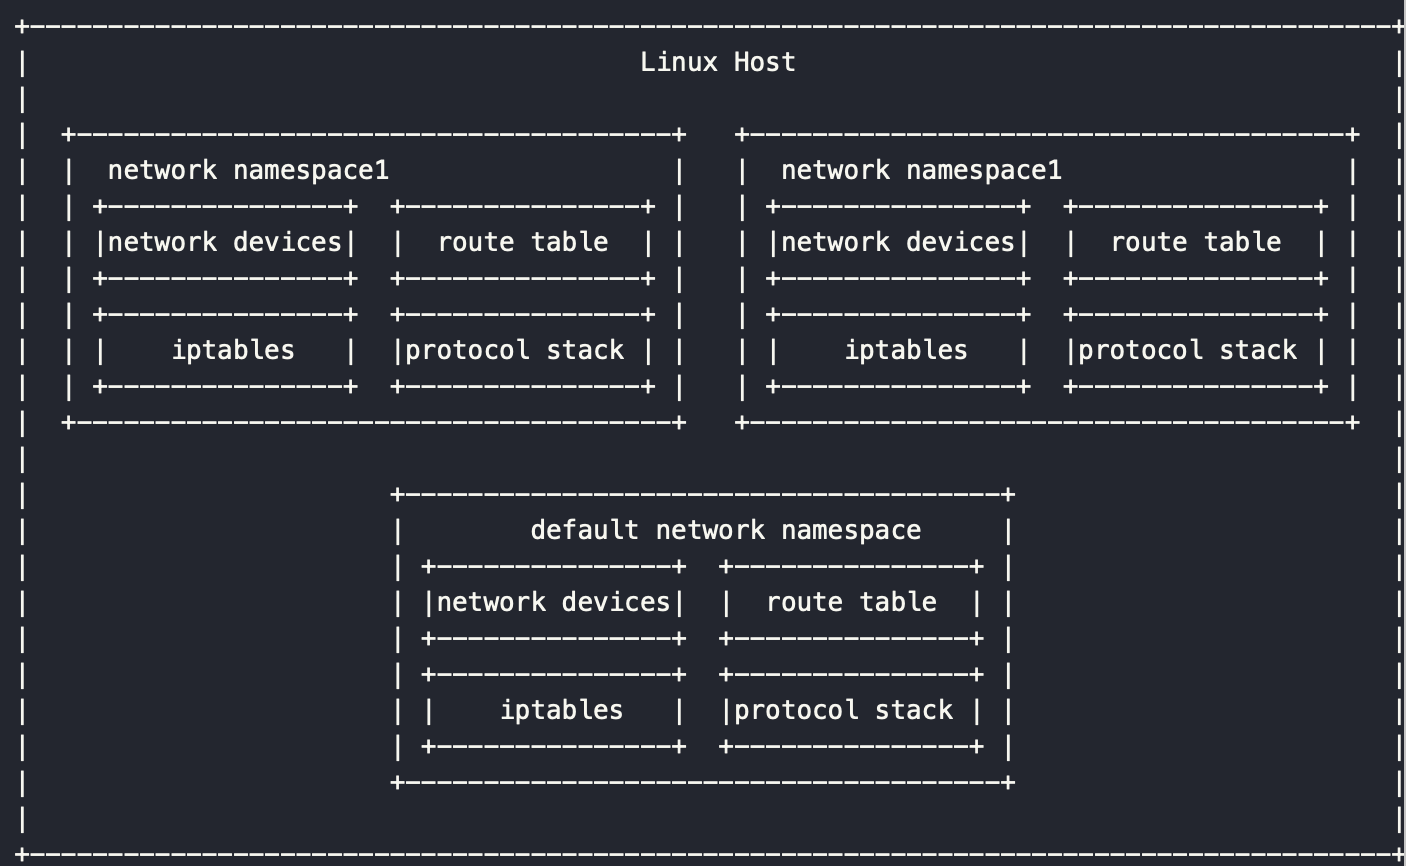 Linux Host
network namespace1 network namespace1
network devices route table network devices route table
iptables protocol stack iptables protocol stack
default network namespace
network devices route table
iptables protocol stack